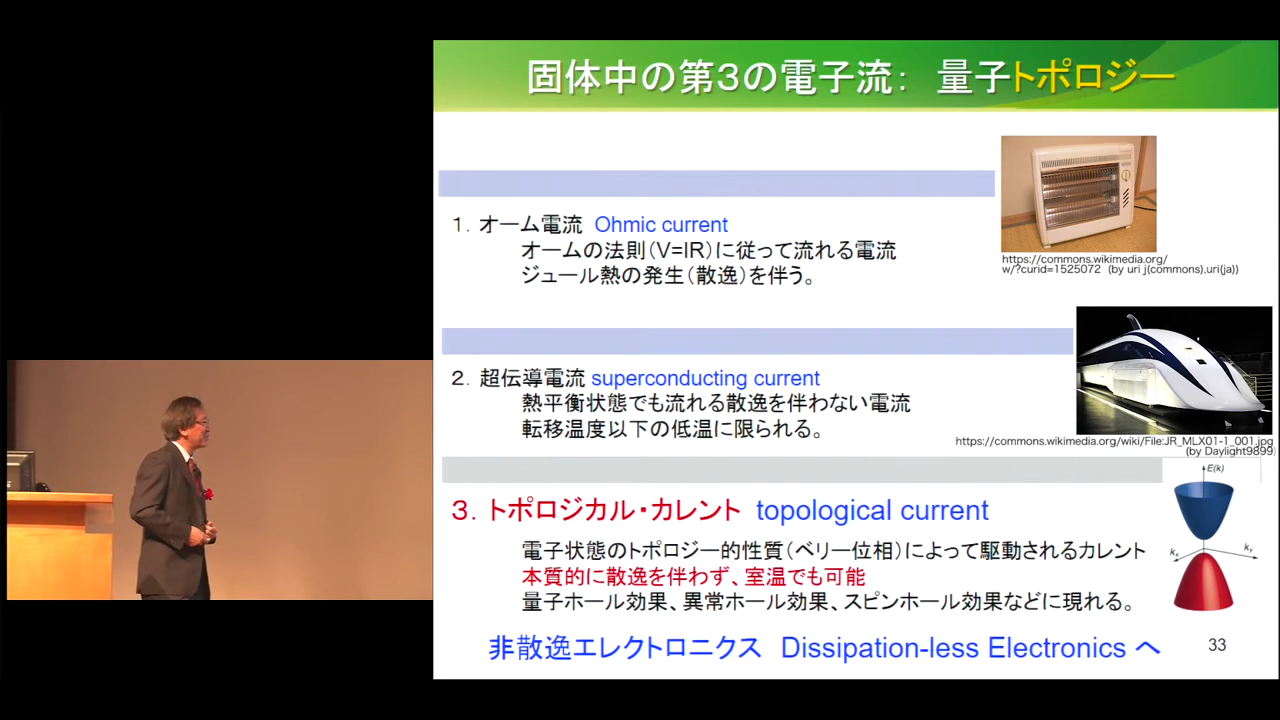 固体中の第３の電子流： 量子トポロジー
１．オーム電流 Ohmic current
オームの法則（V=IR）に従って流れる電流
ジュール熱の発生（散逸）を伴う。
https://commons.wikimedia.org/
w/?curid=1525072 (by uri j(commons),uri(ja))
２．超伝導電流 superconducting current
熱平衡状態でも流れる散逸を伴わない電流
転移温度以下の低温に限られる。
https://commons.wikimedia.org/wiki/File:JR_MLX01-1_001.jpg
(by Daylight9899)
３．トポロジカル・カレント topological current
電子状態のトポロジー的性質（ベリー位相）によって駆動されるカレント
本質的に散逸を伴わず、室温でも可能
量子ホール効果、異常ホール効果、スピンホール効果などに現れる。
E(k)
kx
ky
非散逸エレクトロニクス Dissipation-less Electronics へ
33